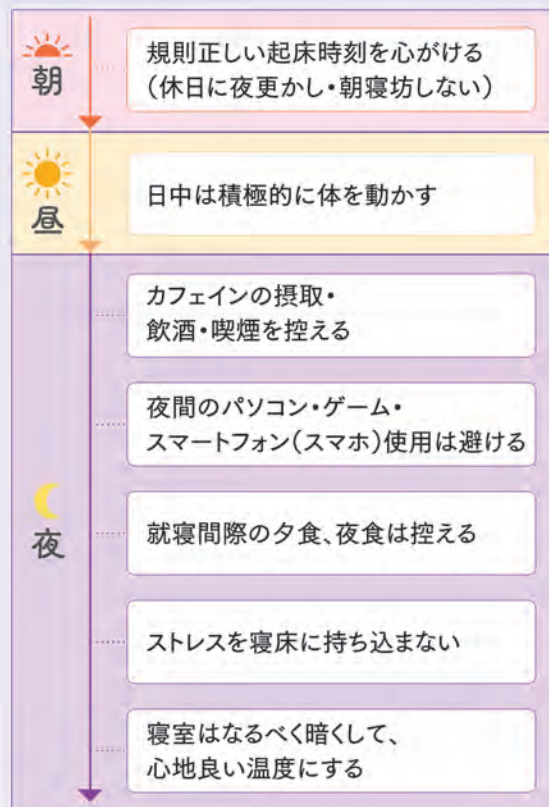 朝
規則正しい起床時刻を心がける
（休日に夜更かし・朝寝坊しない）
昼
日中は積極的に体を動かす
夜
カフェインの摂取・
飲酒・喫煙を控える
夜間のパソコン・ゲーム・
スマートフォン（スマホ）使用は避ける
就寝間際の夕食、夜食は控える
ストレスを寝床に持ち込まない
寝室はなるべく暗くして、
心地良い温度にする